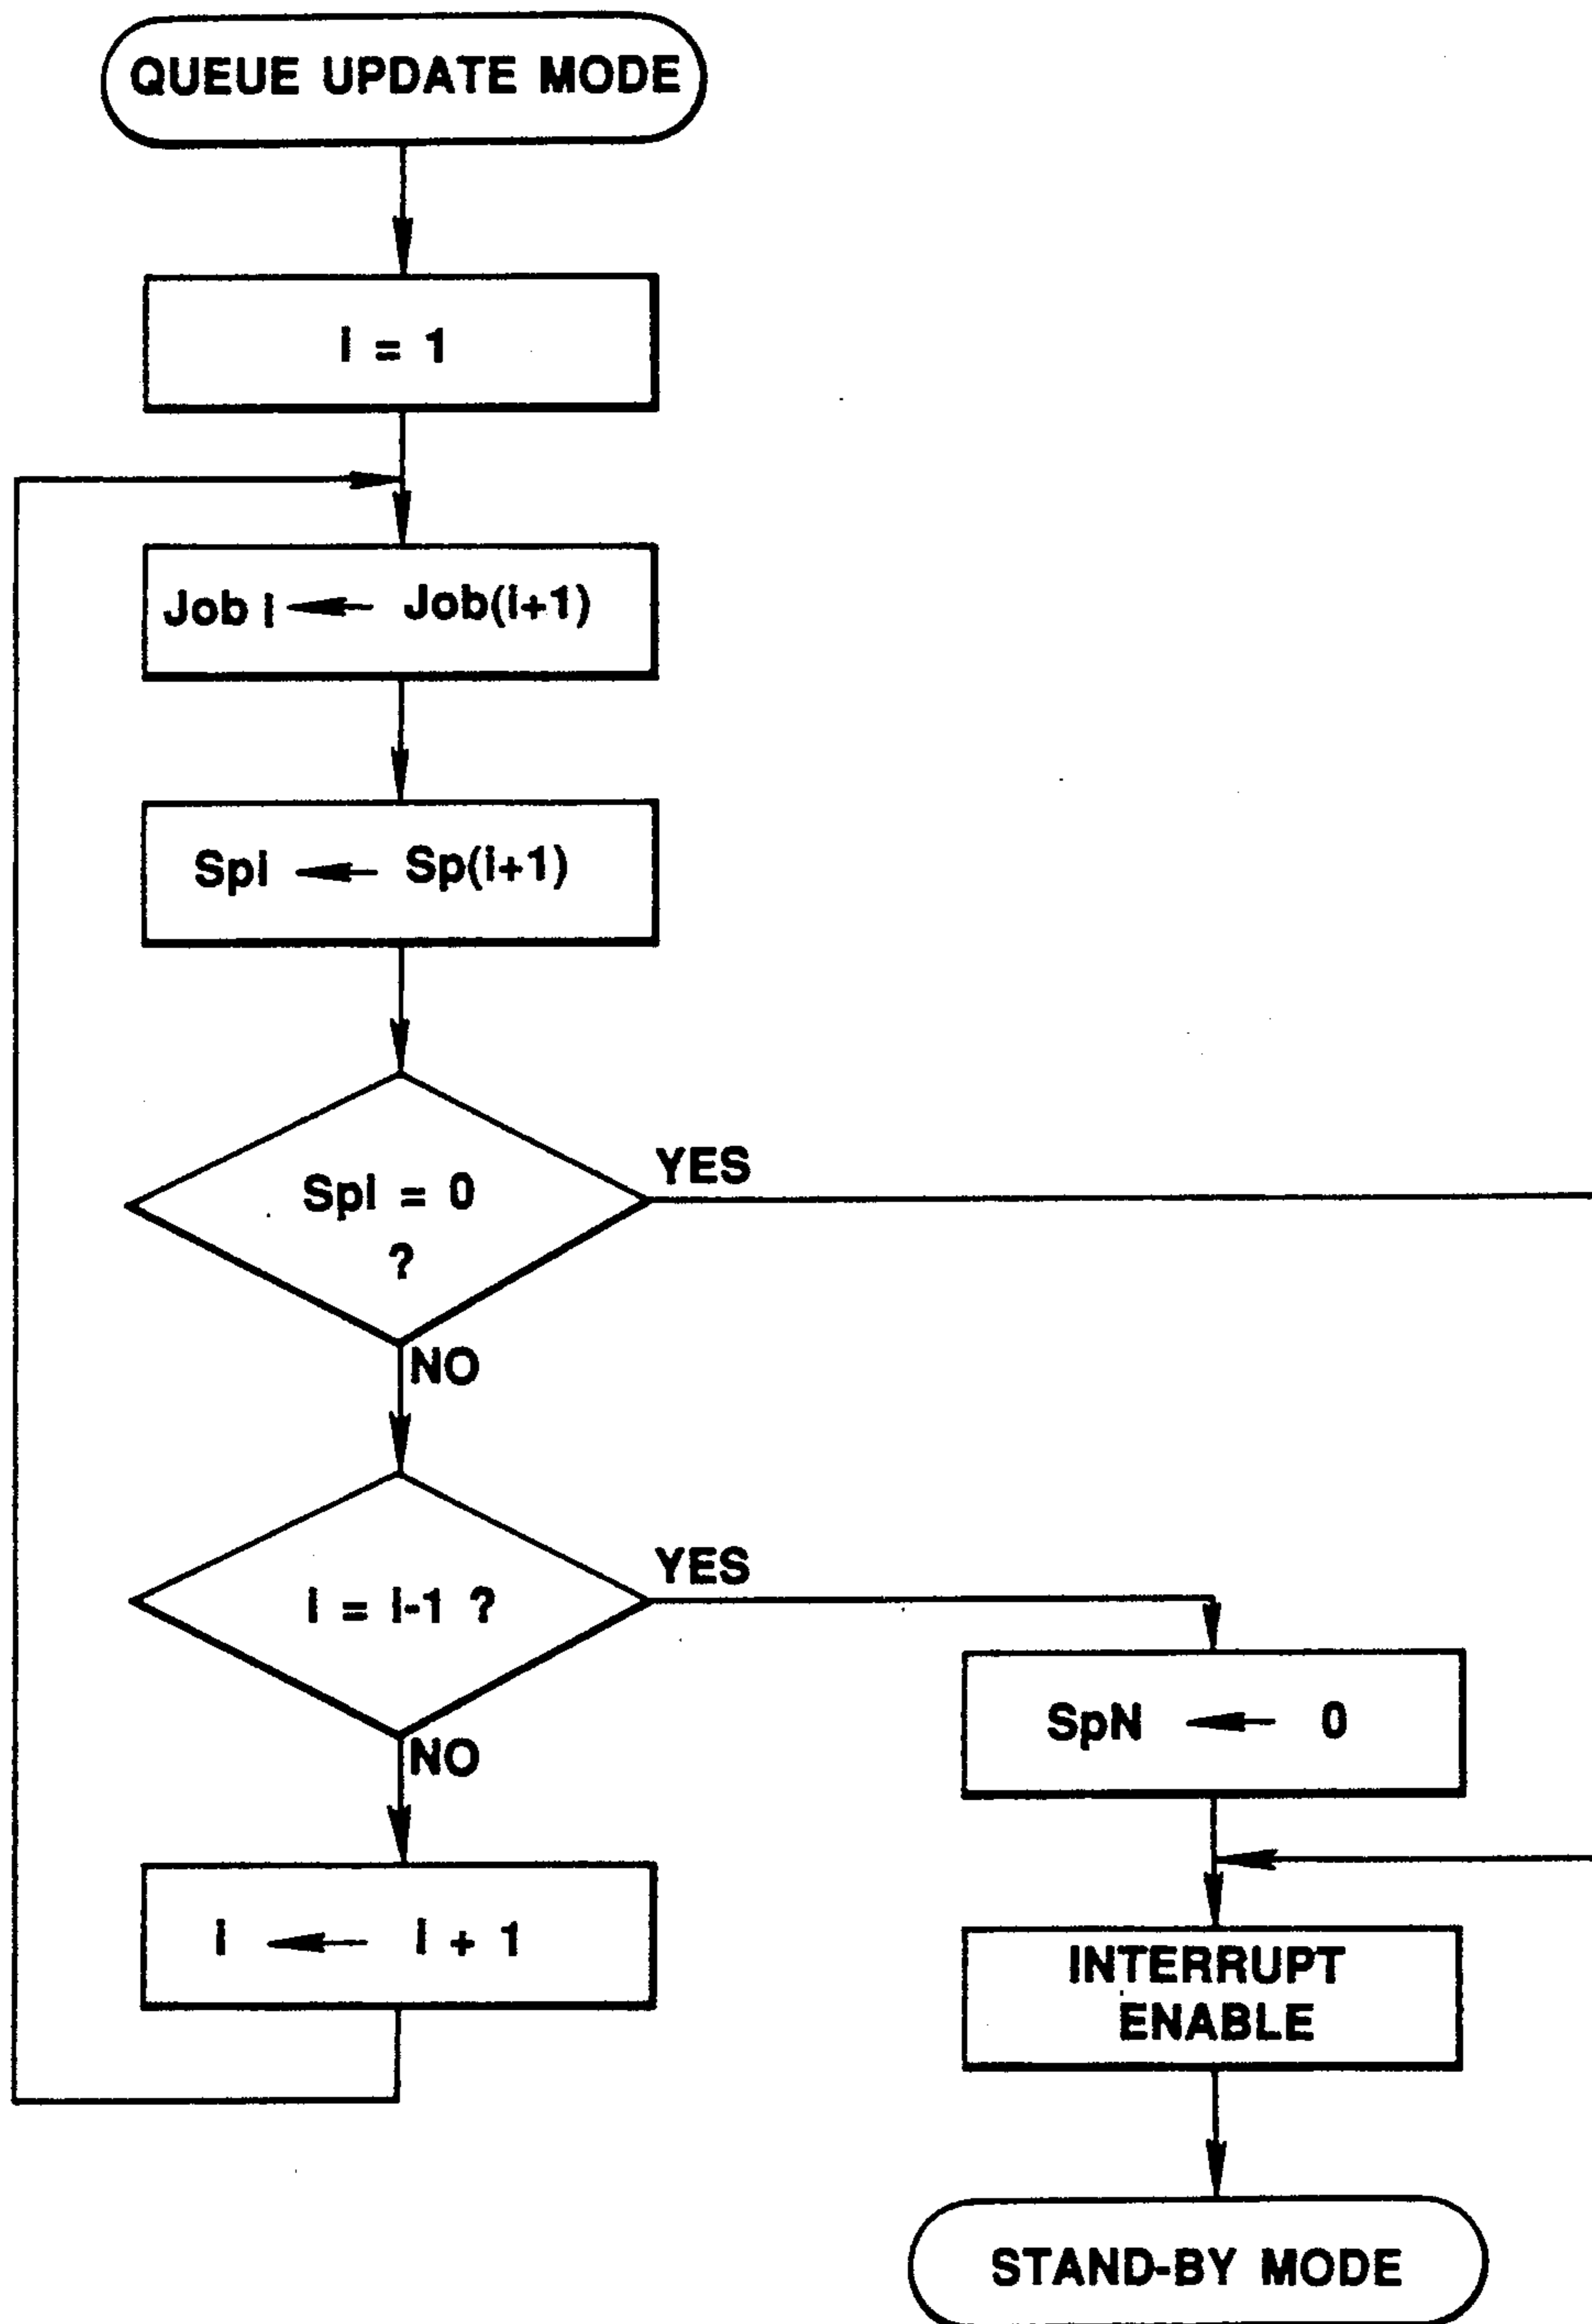 QUEUE UPDATE MODE
i = 1
Job i ← Job(i+1)
Spi ← Sp(i+1)
Spi = 0
?
YES
NO
i = i-1 ?
YES
NO
SpN ← 0
i ← i + 1
INTERRUPT
ENABLE
STAND-BY MODE